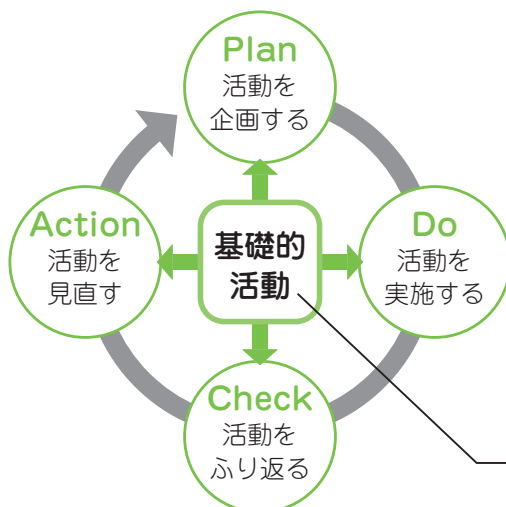 Plan
活動を
企画する
Do
活動を
実施する
Check
活動を
ふり返る
Action
活動を
見直す
基礎的
活動